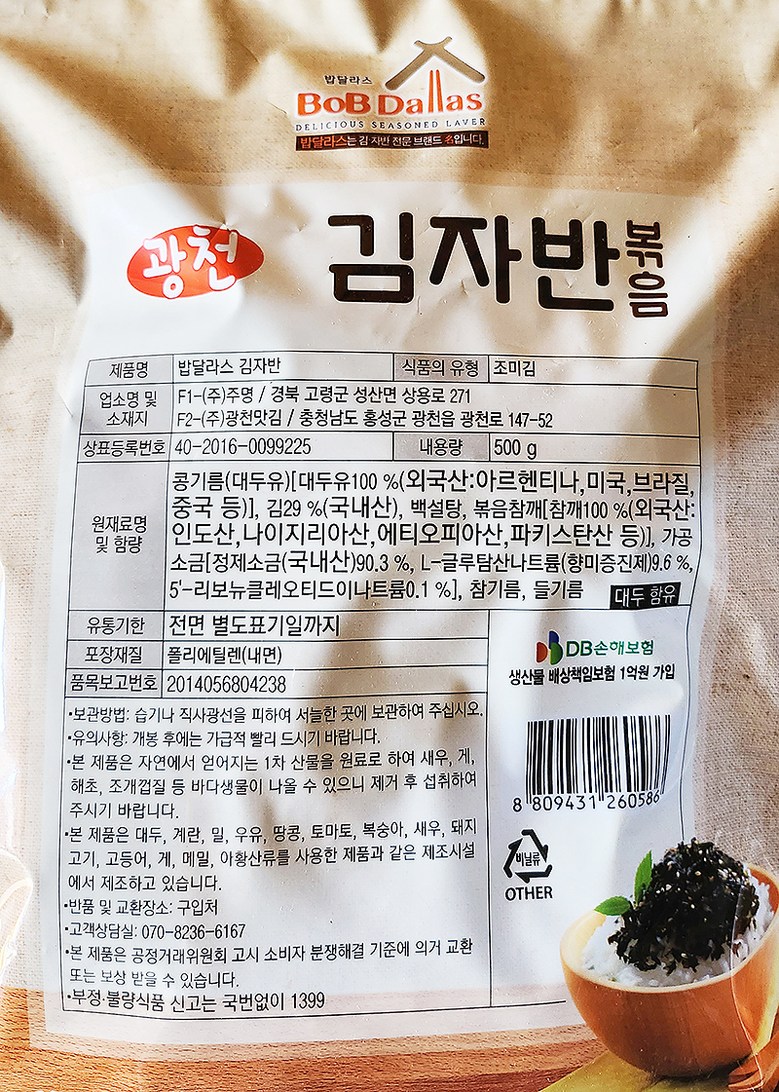 밥달라스
BoB Dallas
DELICIOUS SEASONED LAVER
밥달라스는 김 자반 전문 브랜드 名입니다.
광천
김자반
볶음
제품명 밥달라스 김자반 식품의 유형 조미김
업소명 및 소재지 F1-(주)주명 / 경북 고령군 성산면 상용로 271
F2-(주)광천맛김 / 충청남도 홍성군 광천읍 광천로 147-52
상표등록번호 40-2016-0099225 내용량 500 g
원재료명 및 함량
콩기름(대두유)[대두유100 %(외국산:아르헨티나,미국,브라질,
중국 등)], 김29 %(국내산), 백설탕, 볶음참깨[참깨100 %(외국산:
인도산,나이지리아산,에티오피아산,파키스탄산 등)], 가공
소금[정제소금(국내산)90.3 %, L-글루탐산나트륨(향미증진제)9.6 %,
5'-리보뉴클레오티드이나트륨0.1 %], 참기름, 들기름 대두 함유
유통기한 전면 별도표기일까지
포장재질 폴리에틸렌(내면)
품목보고번호 2014056804238
•보관방법: 습기나 직사광선을 피하여 서늘한 곳에 보관하여 주십시오.
•유의사항: 개봉 후에는 가급적 빨리 드시기 바랍니다.
•본 제품은 자연에서 얻어지는 1차 산물을 원료로 하여 새우, 게,
해초, 조개껍질 등 바다생물이 나올 수 있으니 제거 후 섭취하여
주시기 바랍니다.
•본 제품은 대두, 계란, 밀, 우유, 땅콩, 토마토, 복숭아, 새우, 돼지
고기, 고등어, 게, 메밀, 아황산류를 사용한 제품과 같은 제조시설
에서 제조하고 있습니다.
•반품 및 교환장소: 구입처
•고객상담실: 070-8236-6167
•본 제품은 공정거래위원회 고시 소비자 분쟁해결 기준에 의거 교환
또는 보상 받을 수 있습니다.
•부정·불량식품 신고는 국번없이 1399
DB손해보험
생산물 배상책임보험 1억원 가입
8 809431 260586
비닐류
OTHER